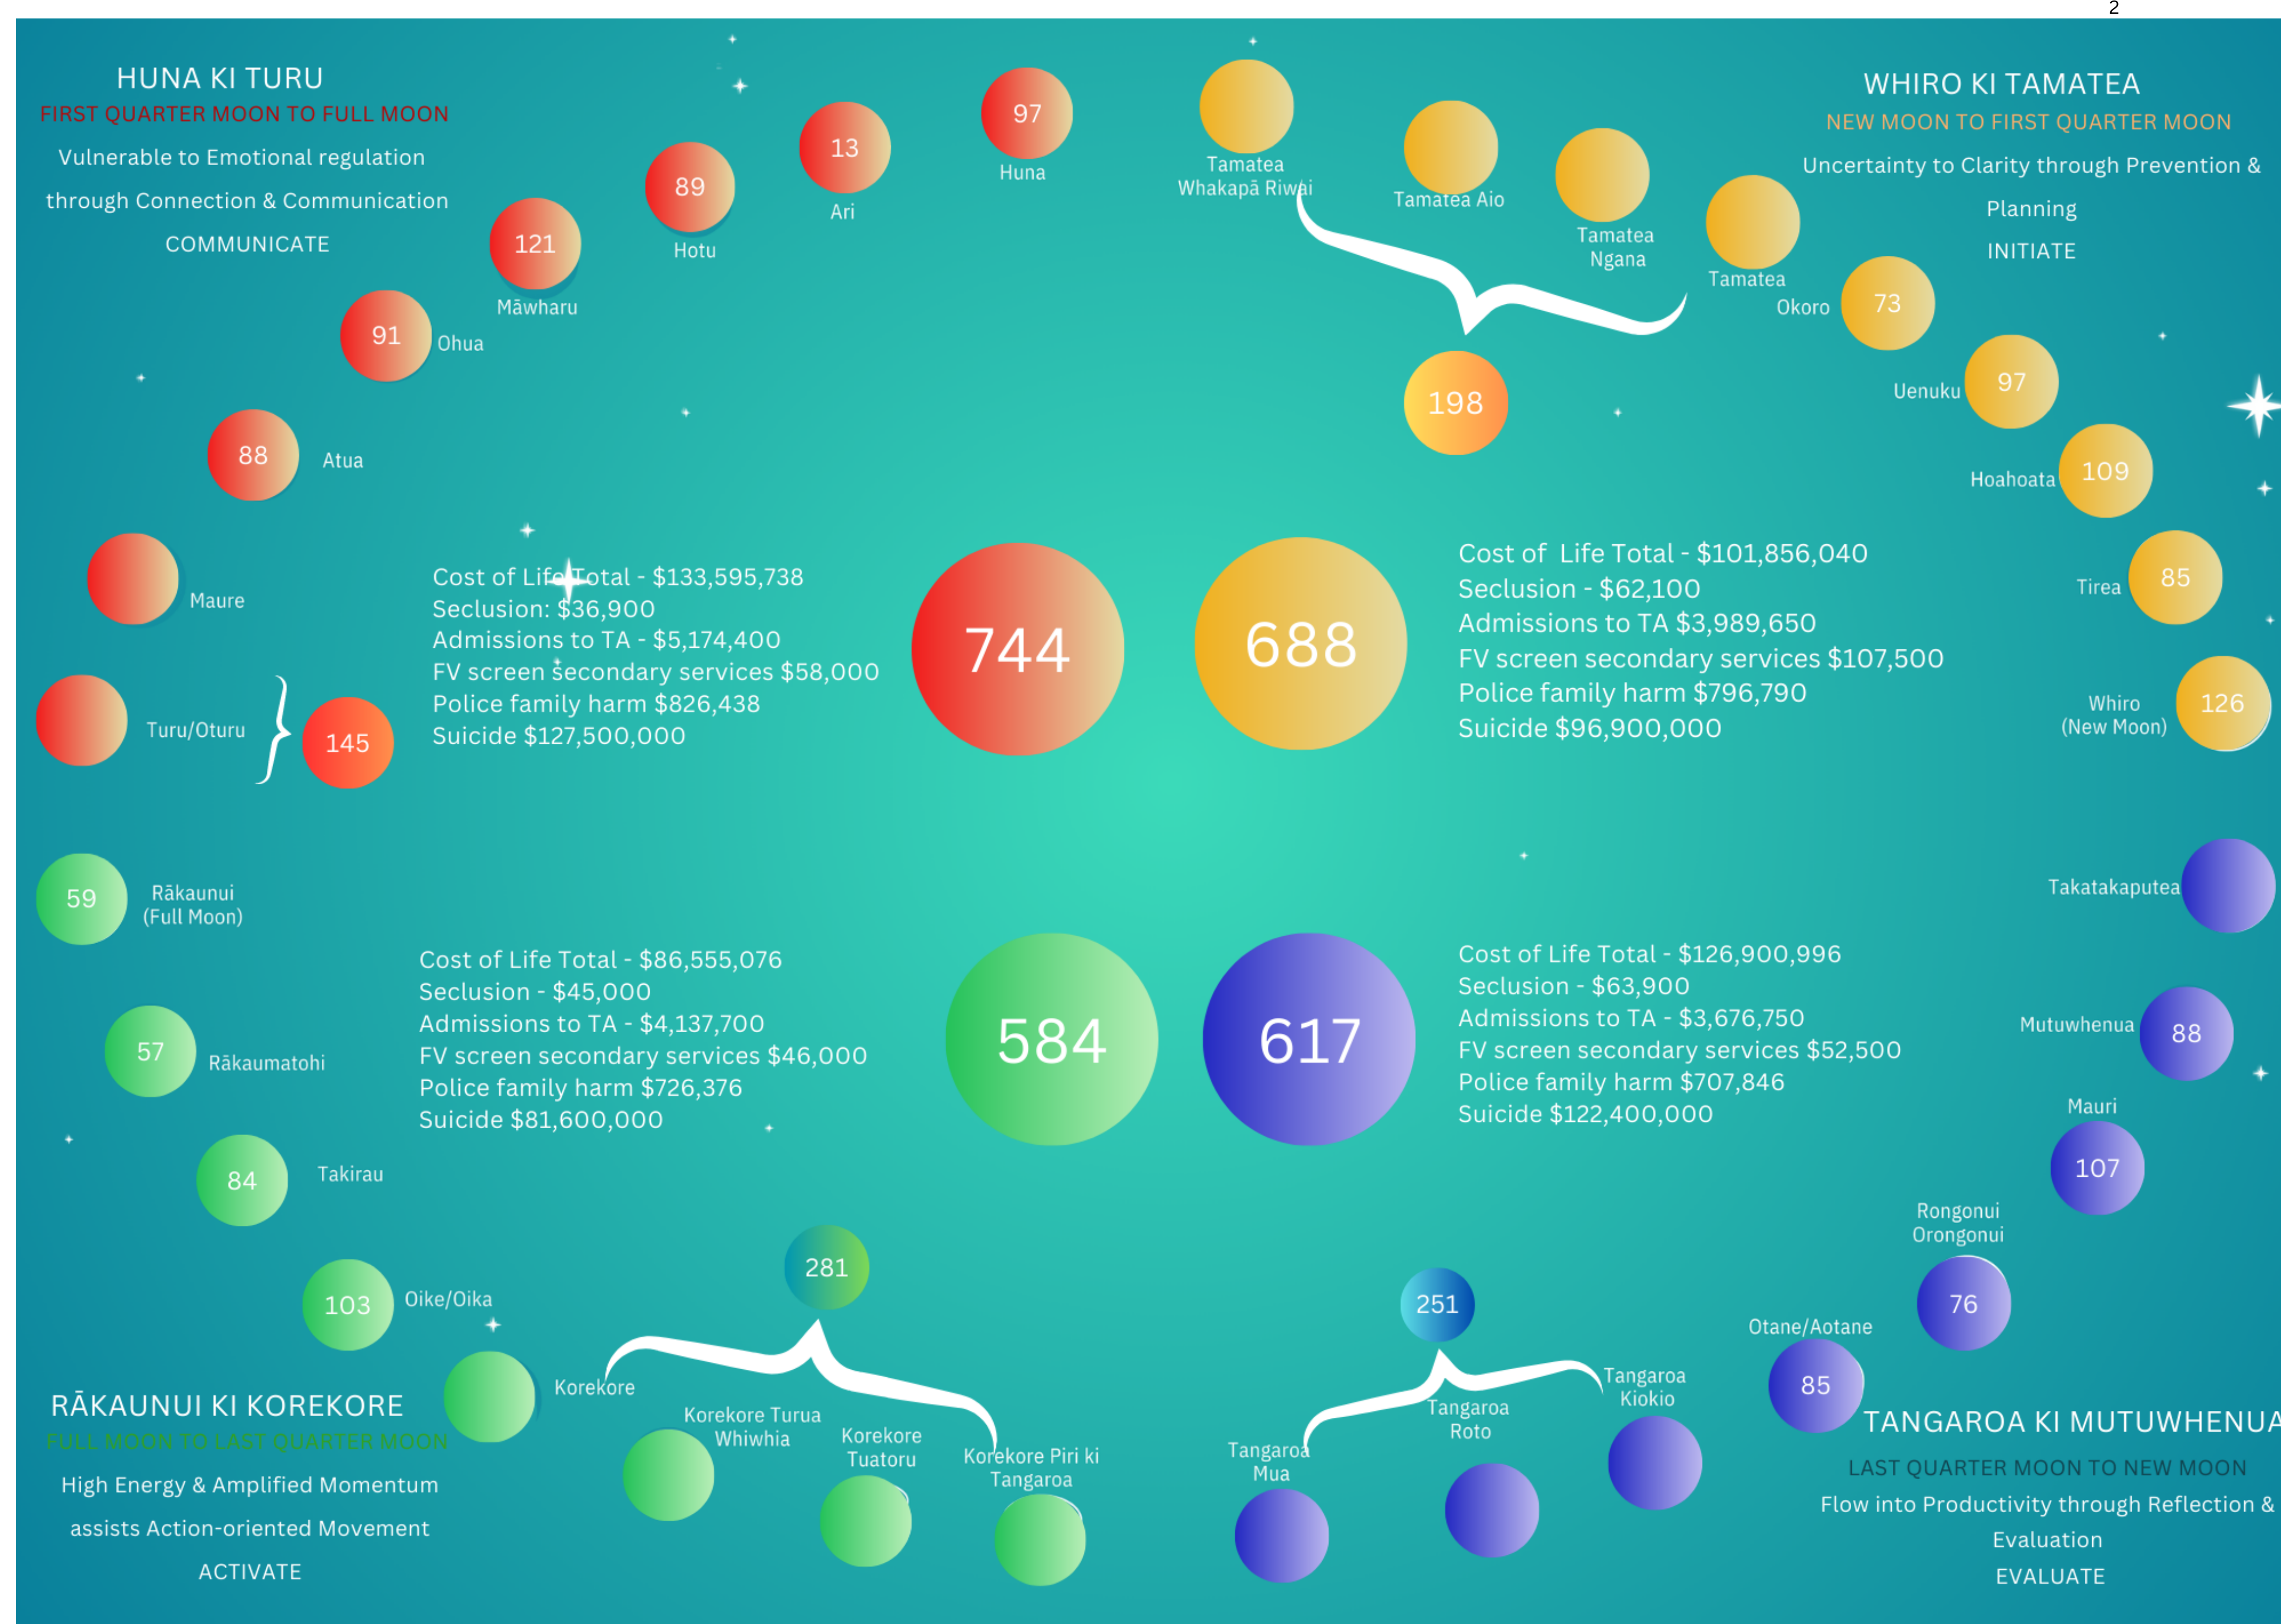 2
HUNA KI TURU
FIRST QUARTER MOON TO FULL MOON
Vulnerable to Emotional regulation
through Connection & Communication
COMMUNICATE
WHIRO KI TAMATEA
NEW MOON TO FIRST QUARTER MOON
Uncertainty to Clarity through Prevention &
Planning
INITIATE
97
Huna
13
Ari
89
Hotu
121
Māwharu
91
Ohua
88
Atua
Maure
Turu/Oturu
145
Tamatea
Whakapā Riwai
Tamatea Aio
Tamatea
Ngana
Tamatea
198
Okoro
73
Uenuku
97
Hoahoata
109
Tirea
85
Whiro
(New Moon)
126
Cost of Life Total - $133,595,738
Seclusion: $36,900
Admissions to TA - $5,174,400
FV screen secondary services $58,000
Police family harm $826,438
Suicide $127,500,000
744
688
Cost of  Life Total - $101,856,040
Seclusion - $62,100
Admissions to TA $3,989,650
FV screen secondary services $107,500
Police family harm $796,790
Suicide $96,900,000
59
Rākaunui
(Full Moon)
57
Rākaumatohi
84
Takirau
103
Oike/Oika
Cost of Life Total - $86,555,076
Seclusion - $45,000
Admissions to TA - $4,137,700
FV screen secondary services $46,000
Police family harm $726,376
Suicide $81,600,000
584
617
Cost of Life Total - $126,900,996
Seclusion - $63,900
Admissions to TA - $3,676,750
FV screen secondary services $52,500
Police family harm $707,846
Suicide $122,400,000
Takatakaputea
Mutuwhenua
88
Mauri
107
Rongonui
Orongonui
76
Otane/Aotane
85
281
Korekore
Korekore Turua
Whiwhia
Korekore
Tuatoru
Korekore Piri ki
Tangaroa
251
Tangaroa
Mua
Tangaroa
Roto
Tangaroa
Kiokio
RĀKAUNUI KI KOREKORE
FULL MOON TO LAST QUARTER MOON
High Energy & Amplified Momentum
assists Action-oriented Movement
ACTIVATE
TANGAROA KI MUTUWHENUA
LAST QUARTER MOON TO NEW MOON
Flow into Productivity through Reflection &
Evaluation
EVALUATE